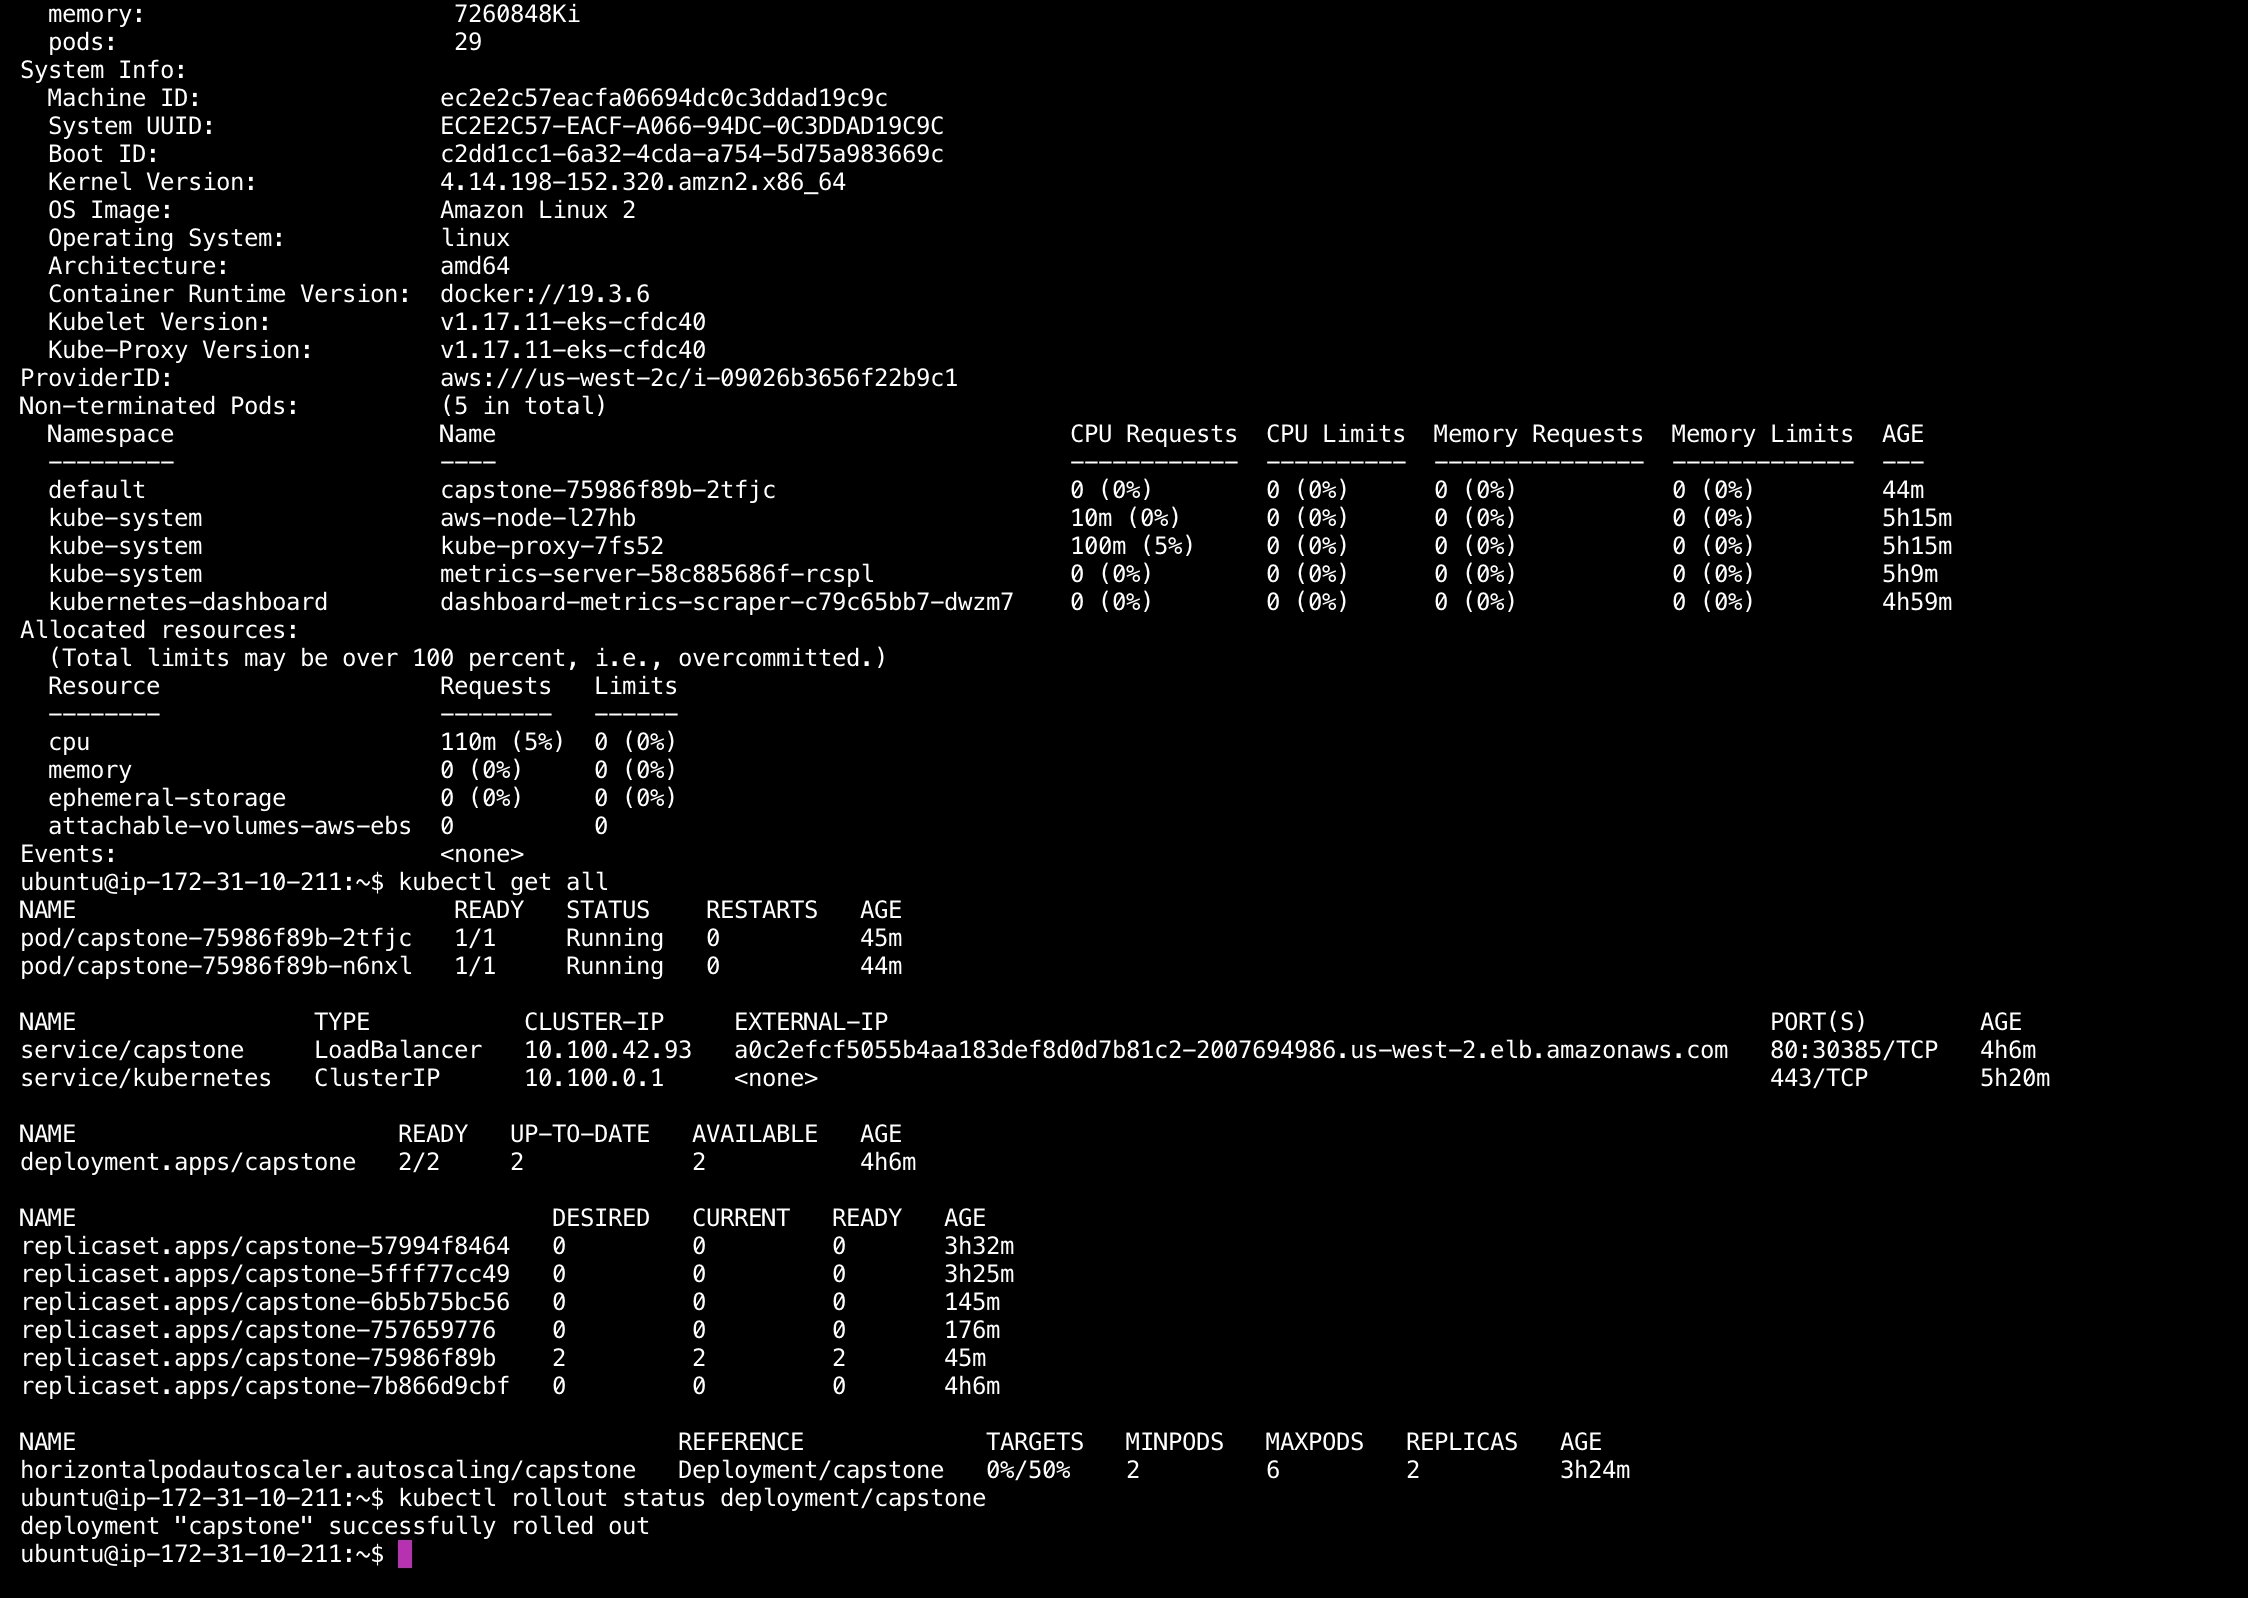 memory: 7260848Ki
pods: 29
System Info:
Machine ID: ec2e2c57eacfa06694dc0c3ddad19c9c
System UUID: EC2E2C57-EACF-A066-94DC-0C3DDAD19C9C
Boot ID: c2dd1cc1-6a32-4cda-a754-5d75a983669c
Kernel Version: 4.14.198-152.320.amzn2.x86_64
OS Image: Amazon Linux 2
Operating System: linux
Architecture: amd64
Container Runtime Version: docker://19.3.6
Kubelet Version: v1.17.11-eks-cfdc40
Kube-Proxy Version: v1.17.11-eks-cfdc40
ProviderID: aws:///us-west-2c/i-09026b3656f22b9c1
Non-terminated Pods: (5 in total)
Namespace Name CPU Requests CPU Limits Memory Requests Memory Limits AGE
--------- ---- ------------ ---------- --------------- ------------- ---
default capstone-75986f89b-2tfjc 0 (0%) 0 (0%) 0 (0%) 0 (0%) 44m
kube-system aws-node-l27hb 10m (0%) 0 (0%) 0 (0%) 0 (0%) 5h15m
kube-system kube-proxy-7fs52 100m (5%) 0 (0%) 0 (0%) 0 (0%) 5h15m
kube-system metrics-server-58c885686f-rcspl 0 (0%) 0 (0%) 0 (0%) 0 (0%) 5h9m
kubernetes-dashboard dashboard-metrics-scraper-c79c65bb7-dwzm7 0 (0%) 0 (0%) 0 (0%) 0 (0%) 4h59m
Allocated resources:
(Total limits may be over 100 percent, i.e., overcommitted.)
Resource Requests Limits
-------- -------- ------
cpu 110m (5%) 0 (0%)
memory 0 (0%) 0 (0%)
ephemeral-storage 0 (0%) 0 (0%)
attachable-volumes-aws-ebs 0 0
Events: <none>
ubuntu@ip-172-31-10-211:~$ kubectl get all
NAME READY STATUS RESTARTS AGE
pod/capstone-75986f89b-2tfjc 1/1 Running 0 45m
pod/capstone-75986f89b-n6nxl 1/1 Running 0 44m
NAME TYPE CLUSTER-IP EXTERNAL-IP PORT(S) AGE
service/capstone LoadBalancer 10.100.42.93 a0c2efcf5055b4aa183def8d0d7b81c2-2007694986.us-west-2.elb.amazonaws.com 80:30385/TCP 4h6m
service/kubernetes ClusterIP 10.100.0.1 <none> 443/TCP 5h20m
NAME READY UP-TO-DATE AVAILABLE AGE
deployment.apps/capstone 2/2 2 2 4h6m
NAME DESIRED CURRENT READY AGE
replicaset.apps/capstone-57994f8464 0 0 0 3h32m
replicaset.apps/capstone-5fff77cc49 0 0 0 3h25m
replicaset.apps/capstone-6b5b75bc56 0 0 0 145m
replicaset.apps/capstone-757659776 0 0 0 176m
replicaset.apps/capstone-75986f89b 2 2 2 45m
replicaset.apps/capstone-7b866d9cbf 0 0 0 4h6m
NAME REFERENCE TARGETS MINPODS MAXPODS REPLICAS AGE
horizontalpodautoscaler.autoscaling/capstone Deployment/capstone 0%/50% 2 6 2 3h24m
ubuntu@ip-172-31-10-211:~$ kubectl rollout status deployment/capstone
deployment "capstone" successfully rolled out
ubuntu@ip-172-31-10-211:~$